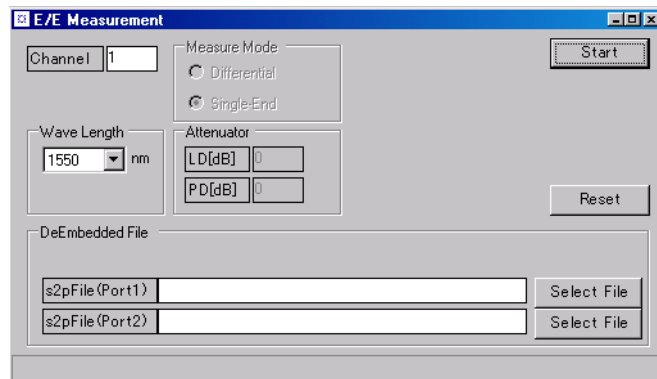 E/E Measurement
Channel 1
Measure Mode
Differential
Single-End
Start
Wave Length
1550 nm
Attenuator
LD[dB] 0
PD[dB] 0
Reset
DeEmbedded File
s2pFile(Port1) Select File
s2pFile(Port2) Select File